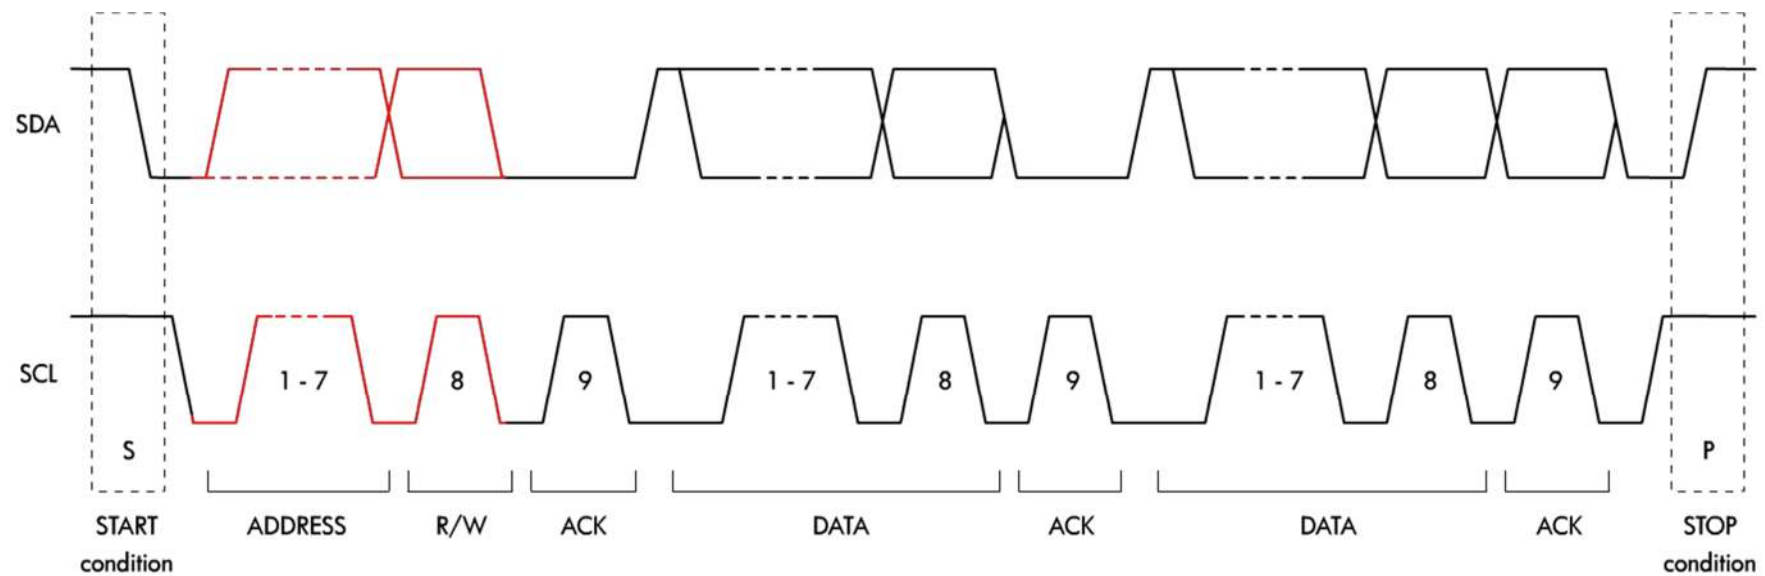 SDA
SCL
1 - 7
8
9
1 - 7
8
9
1 - 7
8
9
S
P
START
condition
ADDRESS
R/W
ACK
DATA
ACK
DATA
ACK
STOP
condition